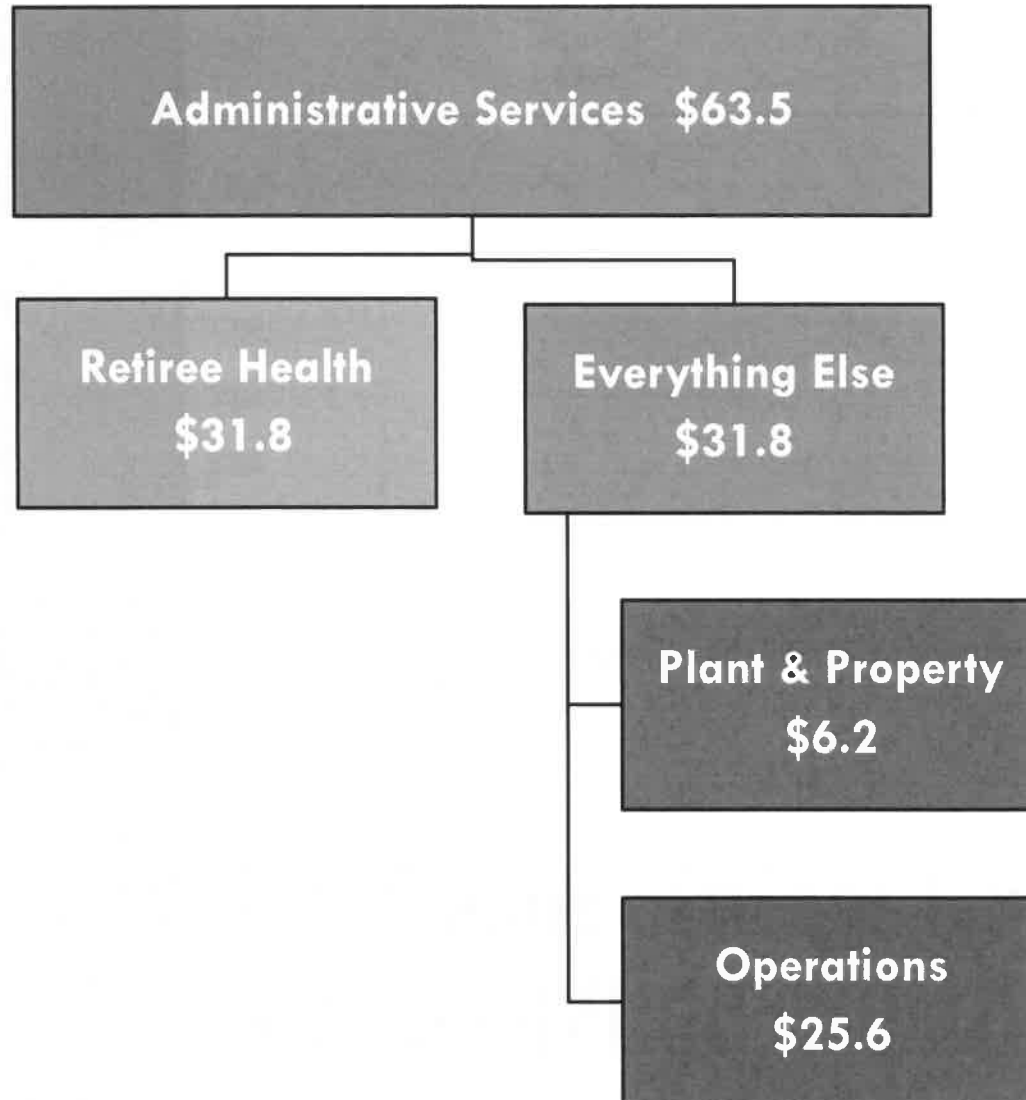 Administrative Services $63.5
Retiree Health
$31.8
Everything Else
$31.8
Plant & Property
$6.2
Operations
$25.6